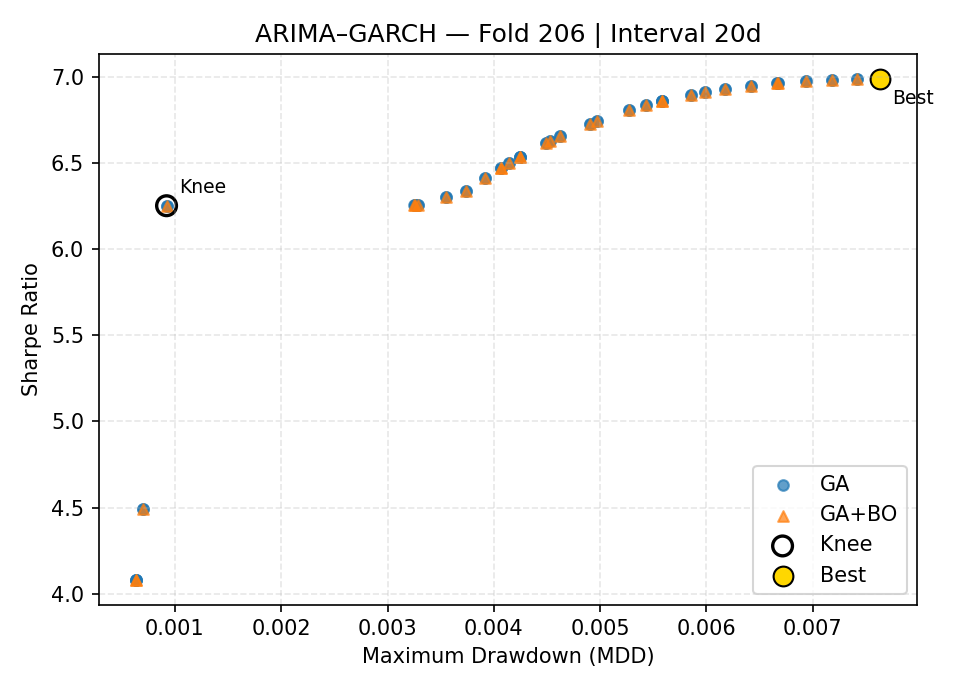 ARIMA–GARCH — Fold 206 | Interval 20d
Sharpe Ratio
7.0
6.5
6.0
5.5
5.0
4.5
4.0
Knee
Best
GA
GA+BO
Knee
Best
0.001 0.002 0.003 0.004 0.005 0.006 0.007
Maximum Drawdown (MDD)